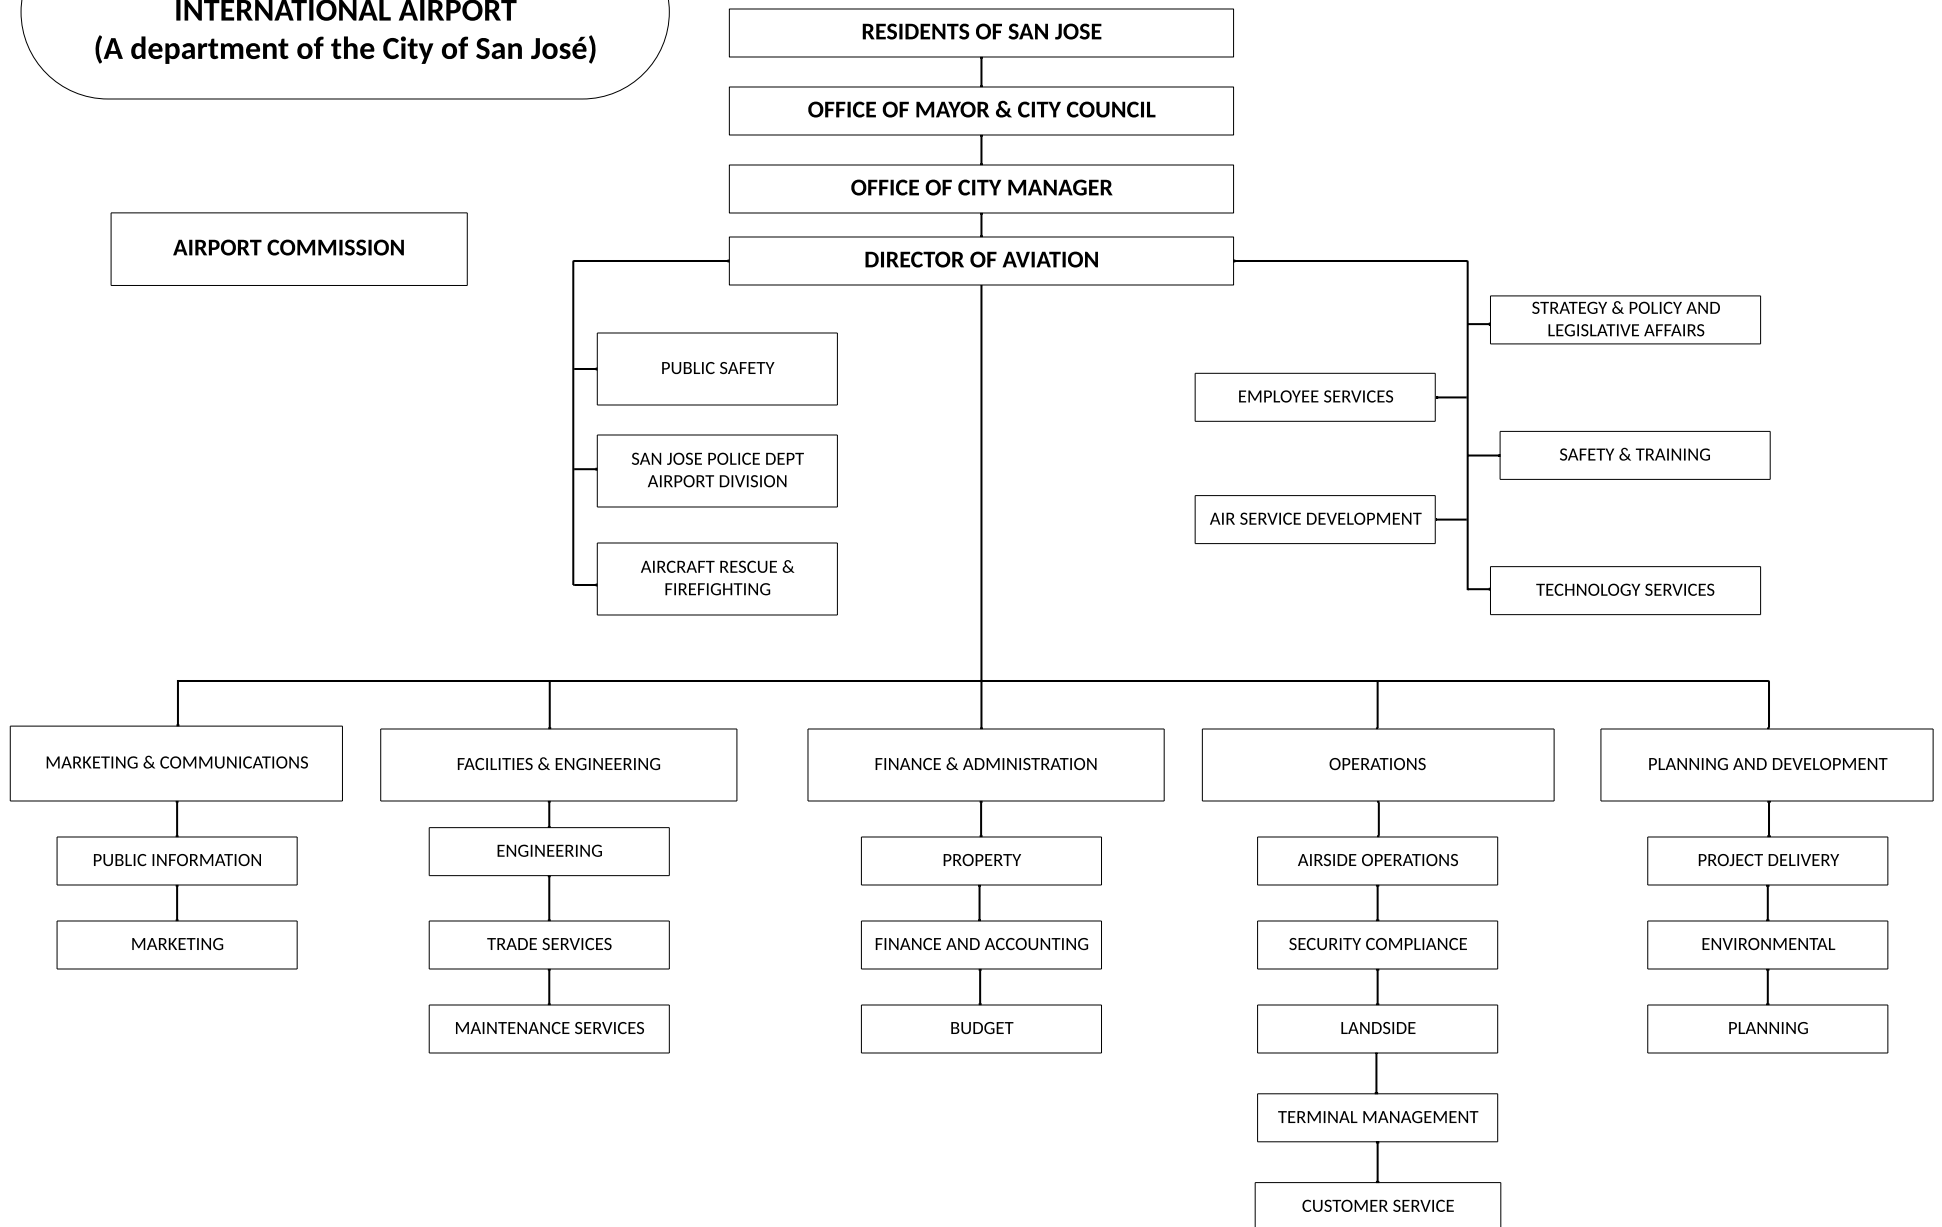 INTERNATIONAL AIRPORT
(A department of the City of San José)
RESIDENTS OF SAN JOSE
OFFICE OF MAYOR & CITY COUNCIL
OFFICE OF CITY MANAGER
AIRPORT COMMISSION
DIRECTOR OF AVIATION
PUBLIC SAFETY
SAN JOSE POLICE DEPT
AIRPORT DIVISION
AIRCRAFT RESCUE &
FIREFIGHTING
STRATEGY & POLICY AND
LEGISLATIVE AFFAIRS
EMPLOYEE SERVICES
SAFETY & TRAINING
AIR SERVICE DEVELOPMENT
TECHNOLOGY SERVICES
MARKETING & COMMUNICATIONS
PUBLIC INFORMATION
MARKETING
FACILITIES & ENGINEERING
ENGINEERING
TRADE SERVICES
MAINTENANCE SERVICES
FINANCE & ADMINISTRATION
PROPERTY
FINANCE AND ACCOUNTING
BUDGET
OPERATIONS
AIRSIDE OPERATIONS
SECURITY COMPLIANCE
LANDSIDE
TERMINAL MANAGEMENT
CUSTOMER SERVICE
PLANNING AND DEVELOPMENT
PROJECT DELIVERY
ENVIRONMENTAL
PLANNING